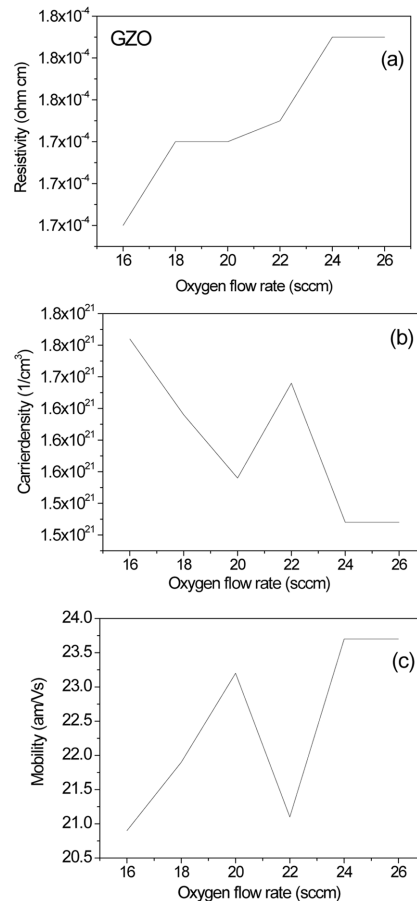 1.8x10⁻⁴
GZO
(a)
1.8x10⁻⁴
1.8x10⁻⁴
1.7x10⁻⁴
1.7x10⁻⁴
1.7x10⁻⁴
Resistivity (ohm cm)
16 18 20 22 24 26
Oxygen flow rate (sccm)
1.8x10²¹
(b)
1.8x10²¹
1.7x10²¹
1.6x10²¹
1.6x10²¹
1.6x10²¹
1.5x10²¹
1.5x10²¹
Carrierdensity (1/cm³)
16 18 20 22 24 26
Oxygen flow rate (sccm)
24.0
(c)
23.5
23.0
22.5
22.0
21.5
21.0
20.5
Mobility (am/Vs)
16 18 20 22 24 26
Oxygen flow rate (sccm)